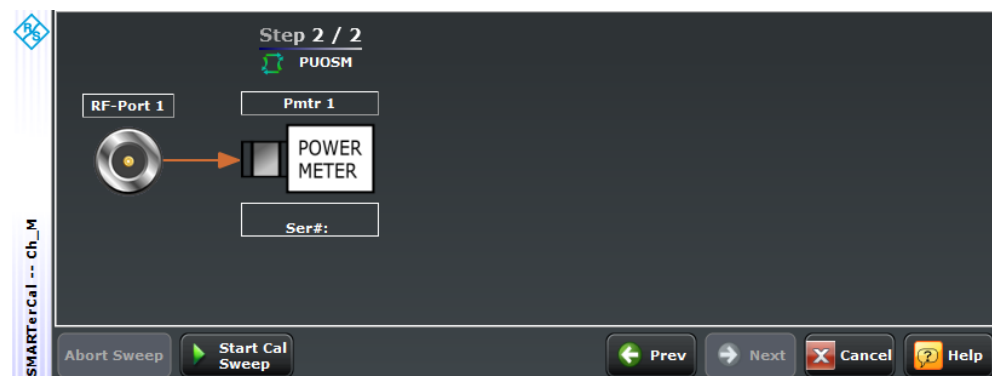 R&S
Step 2 / 2
PUOSM
RF-Port 1
Pmtr 1
POWER
METER
Ser#:
SMARTerCal -- Ch_M
Abort Sweep
Start Cal
Sweep
Prev
Next
Cancel
Help